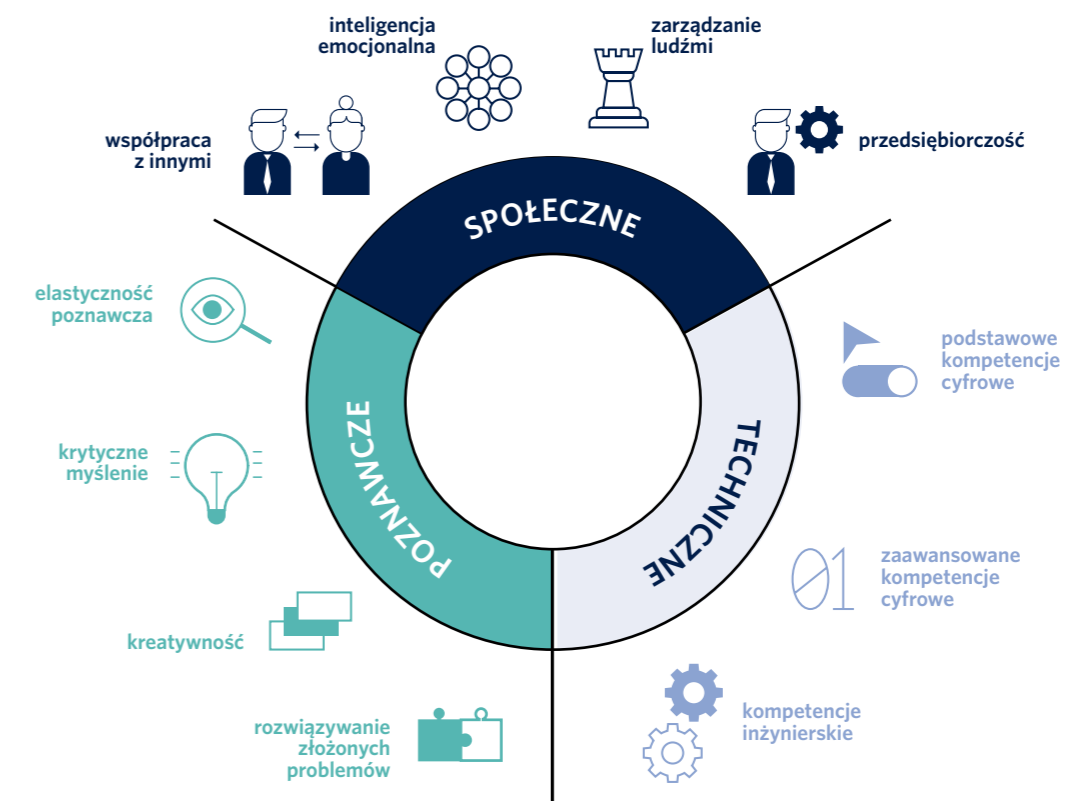 inteligencja
emocjonalna
zarządzanie
ludźmi
współpraca
z innymi
przedsiębiorczość
SPOŁECZNE
elastyczność
poznawcza
krytyczne
myślenie
kreatywność
rozwiązywanie
złożonych
problemów
POZNAWCZE
TECHNICZNE
podstawowe
kompetencje
cyfrowe
01
zaawansowane
kompetencje
cyfrowe
kompetencje
inżynierskie